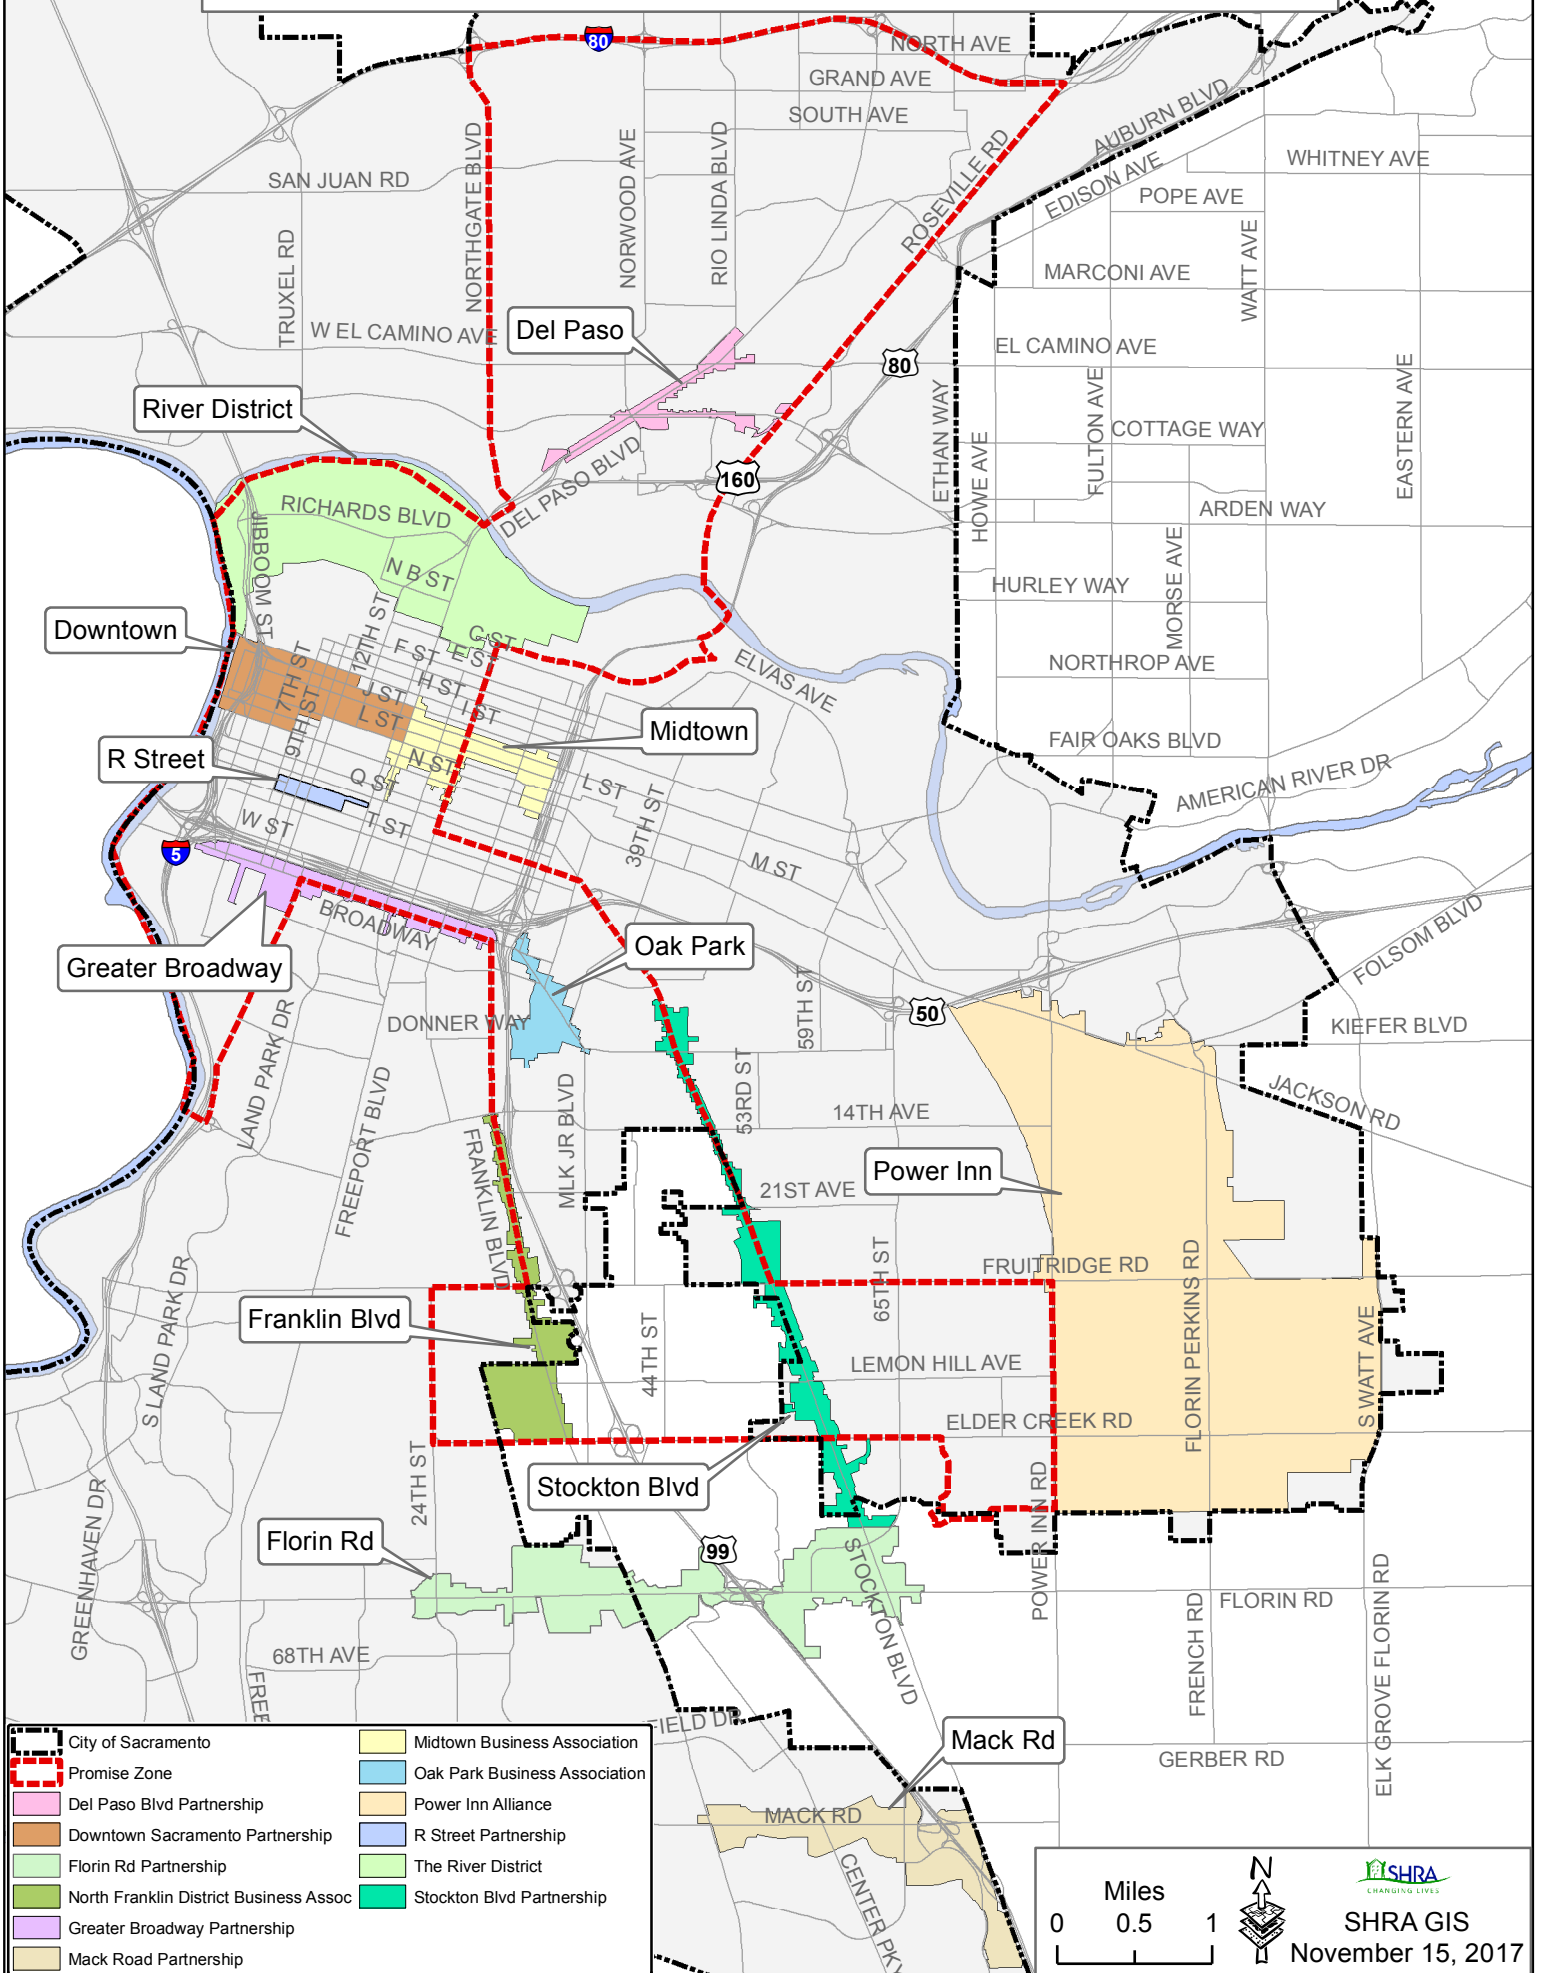 80
NORTH AVE
GRAND AVE
SOUTH AVE
AUBURN BLVD
WHITNEY AVE
SAN JUAN RD
NORTHGATE BLVD
NORWOOD AVE
RIO LINDA BLVD
ROSEVILLE RD
EDISON AVE
POPE AVE
TRUXEL RD
MARCONI AVE
WATT AVE
W EL CAMINO AVE
Del Paso
EL CAMINO AVE
80
River District
ETHAN WAY
FULTON AVE
COTTAGE WAY
EASTERN AVE
HOWE AVE
DEL PASO BLVD
160
RICHARDS BLVD
ARDEN WAY
JIBBOOM ST
N B ST
HURLEY WAY
MORSE AVE
Downtown
12TH ST
C ST
F ST
E ST
7TH ST
H ST
ELVAS AVE
NORTHROP AVE
J ST
I ST
L ST
9TH ST
Midtown
FAIR OAKS BLVD
R Street
N ST
Q ST
L ST
AMERICAN RIVER DR
W ST
T ST
39TH ST
5
M ST
BROADWAY
Oak Park
FOLSOM BLVD
Greater Broadway
59TH ST
50
DONNER WAY
KIEFER BLVD
LAND PARK DR
FREEPORT BLVD
MLK JR BLVD
53RD ST
14TH AVE
JACKSON RD
FRANKLIN BLVD
Power Inn
21ST AVE
65TH ST
FRUITRIDGE RD
FLORIN PERKINS RD
S LAND PARK DR
Franklin Blvd
44TH ST
LEMON HILL AVE
S WATT AVE
ELDER CREEK RD
24TH ST
Stockton Blvd
GREENHAVEN DR
POWER INN RD
Florin Rd
99
STOCKTON BLVD
FLORIN RD
FRENCH RD
ELK GROVE FLORIN RD
68TH AVE
FREE
FIELD DR
Mack Rd
GERBER RD
MACK RD
CENTER PKY
City of Sacramento
Promise Zone
Del Paso Blvd Partnership
Downtown Sacramento Partnership
Florin Rd Partnership
North Franklin District Business Assoc
Greater Broadway Partnership
Mack Road Partnership
Midtown Business Association
Oak Park Business Association
Power Inn Alliance
R Street Partnership
The River District
Stockton Blvd Partnership
Miles
0 0.5 1
N
SHRA
CHANGING LIVES
SHRA GIS
November 15, 2017